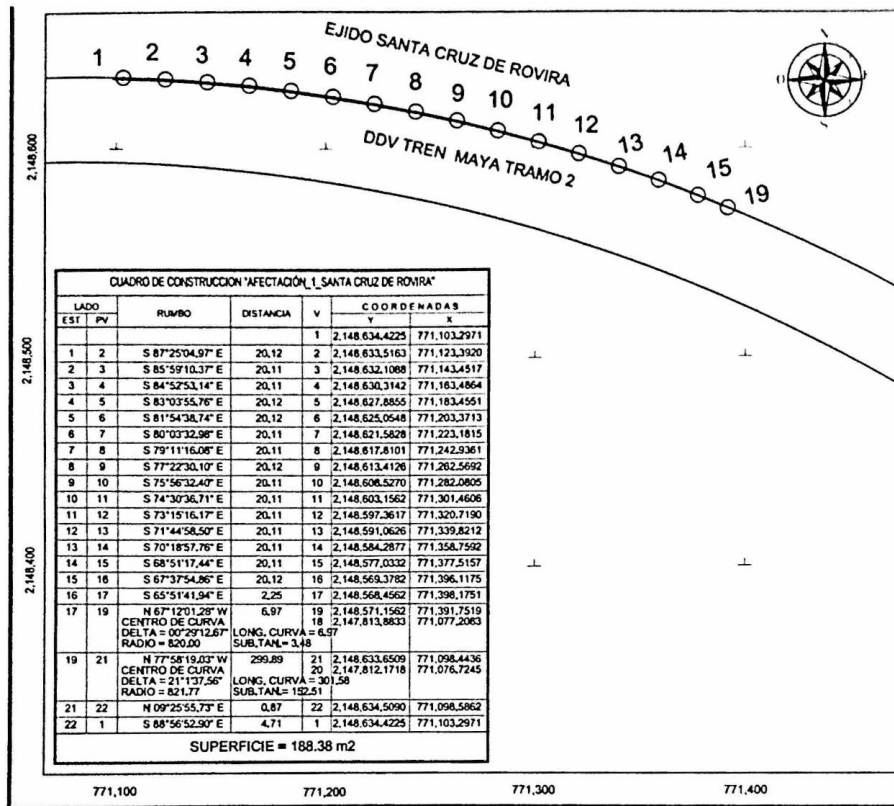 EJIDO SANTA CRUZ DE ROVIRA
1 2 3 4 5 6 7 8 9 10 11 12 13 14 15 19
DDV TREN MAYA TRAMO 2
O
S
2,148,600
2,148,500
2,148,400
CUADRO DE CONSTRUCCION "AFECTACIÓN_1_SANTA CRUZ DE ROVIRA"
LADO RUMBO DISTANCIA V COORDENADAS
EST PV Y X
1 2,148,634.4225 771,103.2971
1 2 S 87°25'04.97" E 20.12 2 2,148,633.5163 771,123.3920
2 3 S 85°59'10.37" E 20.11 3 2,148,632.1088 771,143.4517
3 4 S 84°52'53.14" E 20.11 4 2,148,630.3142 771,163.4864
4 5 S 83°03'55.76" E 20.12 5 2,148,627.8855 771,183.4551
5 6 S 81°54'38.74" E 20.12 6 2,148,625.0548 771,203.3713
6 7 S 80°03'32.98" E 20.11 7 2,148,621.5828 771,223.1815
7 8 S 79°11'16.08" E 20.11 8 2,148,617.8101 771,242.9361
8 9 S 77°22'30.10" E 20.12 9 2,148,613.4126 771,262.5692
9 10 S 75°56'32.40" E 20.11 10 2,148,608.5270 771,282.0805
10 11 S 74°30'36.71" E 20.11 11 2,148,603.1562 771,301.4606
11 12 S 73°15'16.17" E 20.11 12 2,148,597.3617 771,320.7190
12 13 S 71°44'58.50" E 20.11 13 2,148,591.0626 771,339.8212
13 14 S 70°18'57.76" E 20.11 14 2,148,584.2877 771,358.7592
14 15 S 68°51'17.44" E 20.11 15 2,148,577.0332 771,377.5157
15 16 S 67°37'54.86" E 20.12 16 2,148,569.3782 771,396.1175
16 17 S 65°51'41.94" E 2.25 17 2,148,568.4562 771,398.1751
17 19 N 67°12'01.28" W 6.97 19 2,148,571.1562 771,391.7519
CENTRO DE CURVA 18 2,147,813.8833 771,077.2063
DELTA = 00°29'12.67" LONG. CURVA = 6.97
RADIO = 820.00 SUB.TAN.= 3.48
19 21 N 77°58'19.03" W 299.89 21 2,148,633.6509 771,098.4436
CENTRO DE CURVA 20 2,147,812.1718 771,076.7245
DELTA = 21°1'37.56" LONG. CURVA = 301.58
RADIO = 821.77 SUB.TAN.= 152.51
21 22 N 09°25'55.73" E 0.87 22 2,148,634.5090 771,098.5862
22 1 S 88°56'52.90" E 4.71 1 2,148,634.4225 771,103.2971
SUPERFICIE = 188.38 m2
771,100 771,200 771,300 771,400